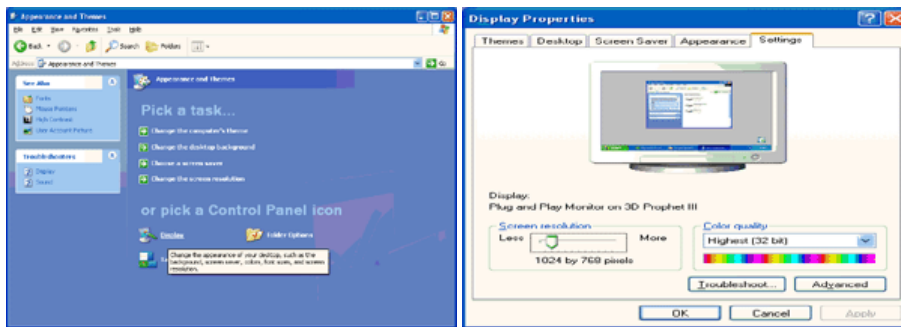 Appearance and Themes
File Edit View Favorites Tools Help
Back Search Folders
Address Appearance and Themes Go
See Also
Fonts
Mouse Pointers
High Contrast
User Account Picture
Troubleshooters
Display
Sound
Appearance and Themes
Pick a task...
Change the computer's theme
Change the desktop background
Choose a screen saver
Change the screen resolution
or pick a Control Panel icon
Display Folder Options
Change the appearance of your desktop, such as the
background, screen saver, colors, font sizes, and screen
resolution.
Display Properties
Themes Desktop Screen Saver Appearance Settings
Display:
Plug and Play Monitor on 3D Prophet III
Screen resolution
Less More
1024 by 768 pixels
Color quality
Highest (32 bit)
Troubleshoot... Advanced
OK Cancel Apply